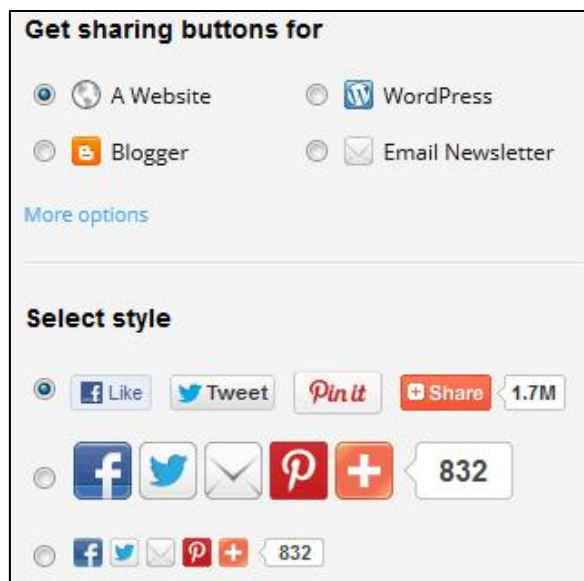 Get sharing buttons for
A Website WordPress
Blogger Email Newsletter
More options
Select style
Like Tweet Pin it Share 1.7M
832
832